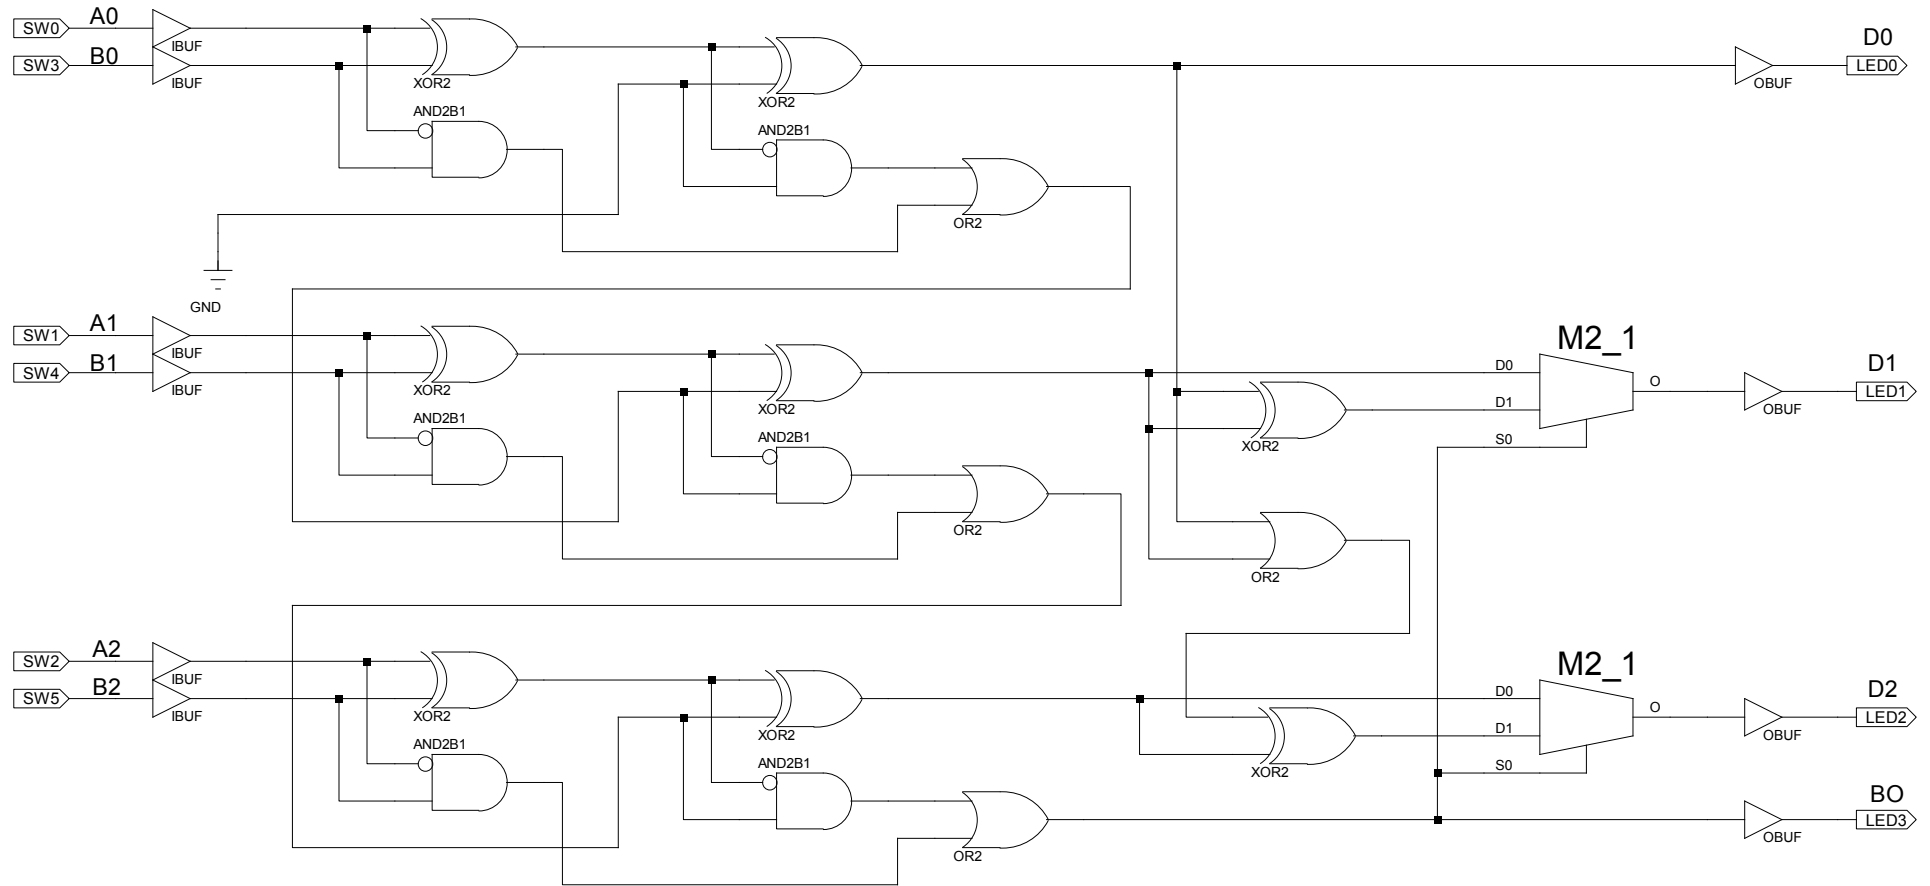 SW0 A0 IBUF
SW3 B0 IBUF
XOR2
AND2B1
XOR2
AND2B1
OR2
OBUF
D0
LED0
GND
SW1 A1 IBUF
SW4 B1 IBUF
XOR2
AND2B1
XOR2
AND2B1
OR2
XOR2
OR2
M2_1
D0
D1
S0
O
OBUF
D1
LED1
SW2 A2 IBUF
SW5 B2 IBUF
XOR2
AND2B1
XOR2
AND2B1
OR2
XOR2
M2_1
D0
D1
S0
O
OBUF
D2
LED2
OBUF
BO
LED3